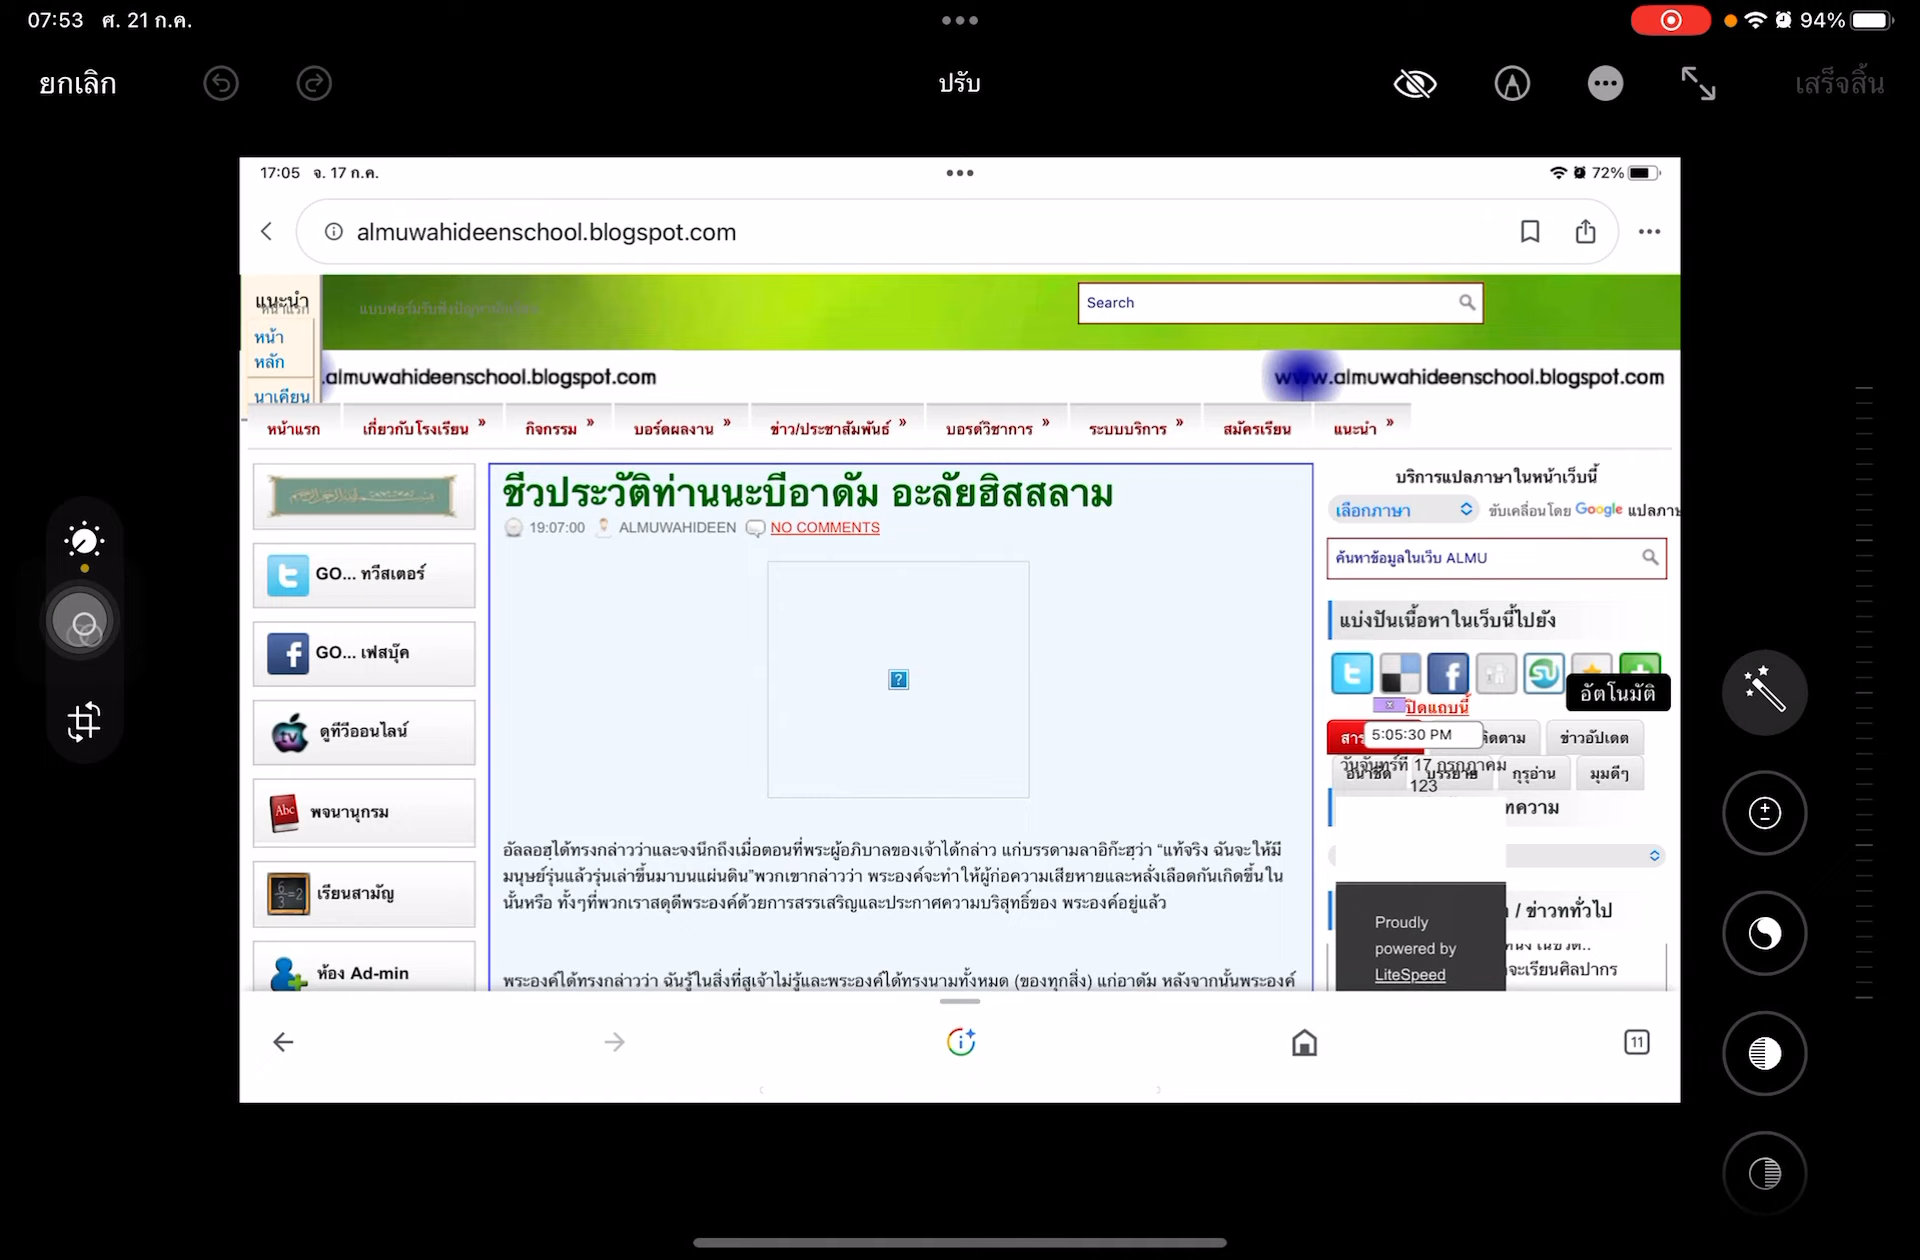 07:53 ศ. 21 ก.ค.
94%
ยกเลิก
ปรับ
เสร็จสิ้น
17:05 จ. 17 ก.ค.
72%
almuwahideenschool.blogspot.com
แนะนำ
หน้าแรก
หน้า
หลัก
นาเคียน
Search
.almuwahideenschool.blogspot.com
www.almuwahideenschool.blogspot.com
หน้าแรก
เกี่ยวกับโรงเรียน »
กิจกรรม »
บอร์ดผลงาน »
ข่าว/ประชาสัมพันธ์ »
บอรด์วิชาการ »
ระบบบริการ »
สมัครเรียน
แนะนำ »
GO... ทวีสเตอร์
GO... เฟสบุ๊ค
tv
ดูทีวีออนไลน์
Abc
พจนานุกรม
เรียนสามัญ
ห้อง Ad-min
ชีวประวัติท่านนะบีอาดัม อะลัยฮิสสลาม
19:07:00 ALMUWAHIDEEN NO COMMENTS
อัลลอฮฺได้ทรงกล่าวว่าและจงนึกถึงเมื่อตอนที่พระผู้อภิบาลของเจ้าได้กล่าว แก่บรรดามลาอิก๊ะฮฺว่า “แท้จริง ฉันจะให้มี
มนุษย์รุ่นแล้วรุ่นเล่าขึ้นมาบนแผ่นดิน”พวกเขากล่าวว่า พระองค์จะทำให้ผู้ก่อความเสียหายและหลั่งเลือดกันเกิดขึ้นใน
นั้นหรือ ทั้งๆที่พวกเราสดุดีพระองค์ด้วยการสรรเสริญและประกาศความบริสุทธิ์ของ พระองค์อยู่แล้ว
พระองค์ได้ทรงกล่าวว่า ฉันรู้ในสิ่งที่สูเจ้าไม่รู้และพระองค์ได้ทรงนามทั้งหมด (ของทุกสิ่ง) แก่อาดัม หลังจากนั้นพระองค์
บริการแปลภาษาในหน้าเว็บนี้
เลือกภาษา
ขับเคลื่อนโดย Google แปลภา
ค้นหาข้อมูลในเว็บ ALMU
แบ่งปันเนื้อหาในเว็บนี้ไปยัง
อัตโนมัติ
ปิดแถบนี้
สาร
5:05:30 PM
ติดตาม
ข่าวอัปเดต
วันจันทร์ที่ 17 กรกฎาคม
123
อนาชีด
บรรยาย
กุรุอ่าน
มุมดีๆ
ทความ
Proudly
powered by
LiteSpeed
/ ข่าวททั่วไป
จะเรียนศิลปากร
11